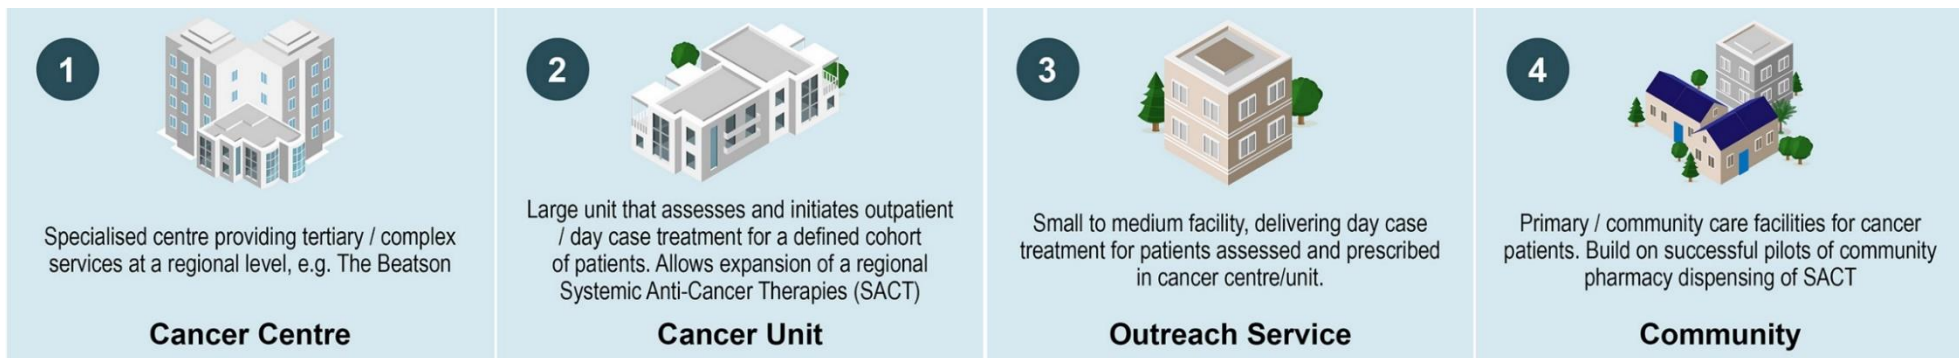 1
Specialised centre providing tertiary / complex
services at a regional level, e.g. The Beatson
Cancer Centre
2
Large unit that assesses and initiates outpatient
/ day case treatment for a defined cohort
of patients. Allows expansion of a regional
Systemic Anti-Cancer Therapies (SACT)
Cancer Unit
3
Small to medium facility, delivering day case
treatment for patients assessed and prescribed
in cancer centre/unit.
Outreach Service
4
Primary / community care facilities for cancer
patients. Build on successful pilots of community
pharmacy dispensing of SACT
Community